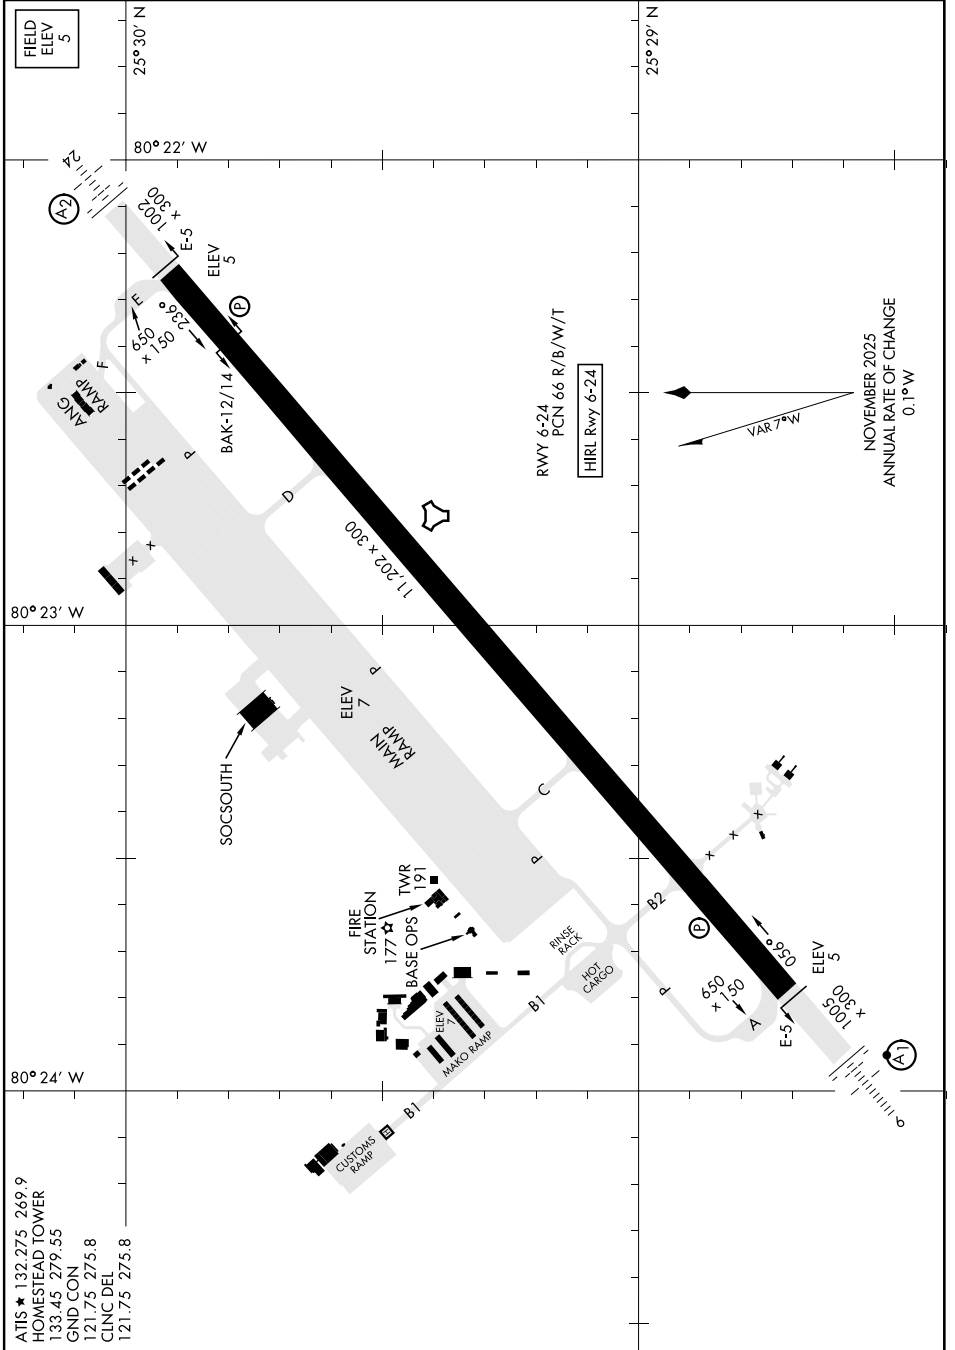 ATIS ★ 132.275 269.9
HOMESTEAD TOWER
133.45 279.55
GND CON
121.75 275.8
CLNC DEL
121.75 275.8
FIELD
ELEV
5
25° 30' N
25° 29' N
80° 22' W
80° 23' W
80° 24' W
24
A2
1002
x 300
E-5
ELEV
5
E
650
x 150
236°
P
BAK-12/14
F
ANG
RAMP
P
D
x
x
11,202 x 300
RWY 6-24
PCN 66 R/B/W/T
HIRL Rwy 6-24
VAR 7° W
NOVEMBER 2025
ANNUAL RATE OF CHANGE
0.1° W
SOCSOUTH
ELEV
7
MAIN
RAMP
P
C
P
TWR
191
FIRE
STATION
177
BASE OPS
RINSE
RACK
HOT
CARGO
B2
x
x
x
P
P
056°
ELEV
5
650
x 150
A
E-5
1005
x 300
A1
6
B1
ELEV
7
MAKO RAMP
B1
H
CUSTOMS
RAMP